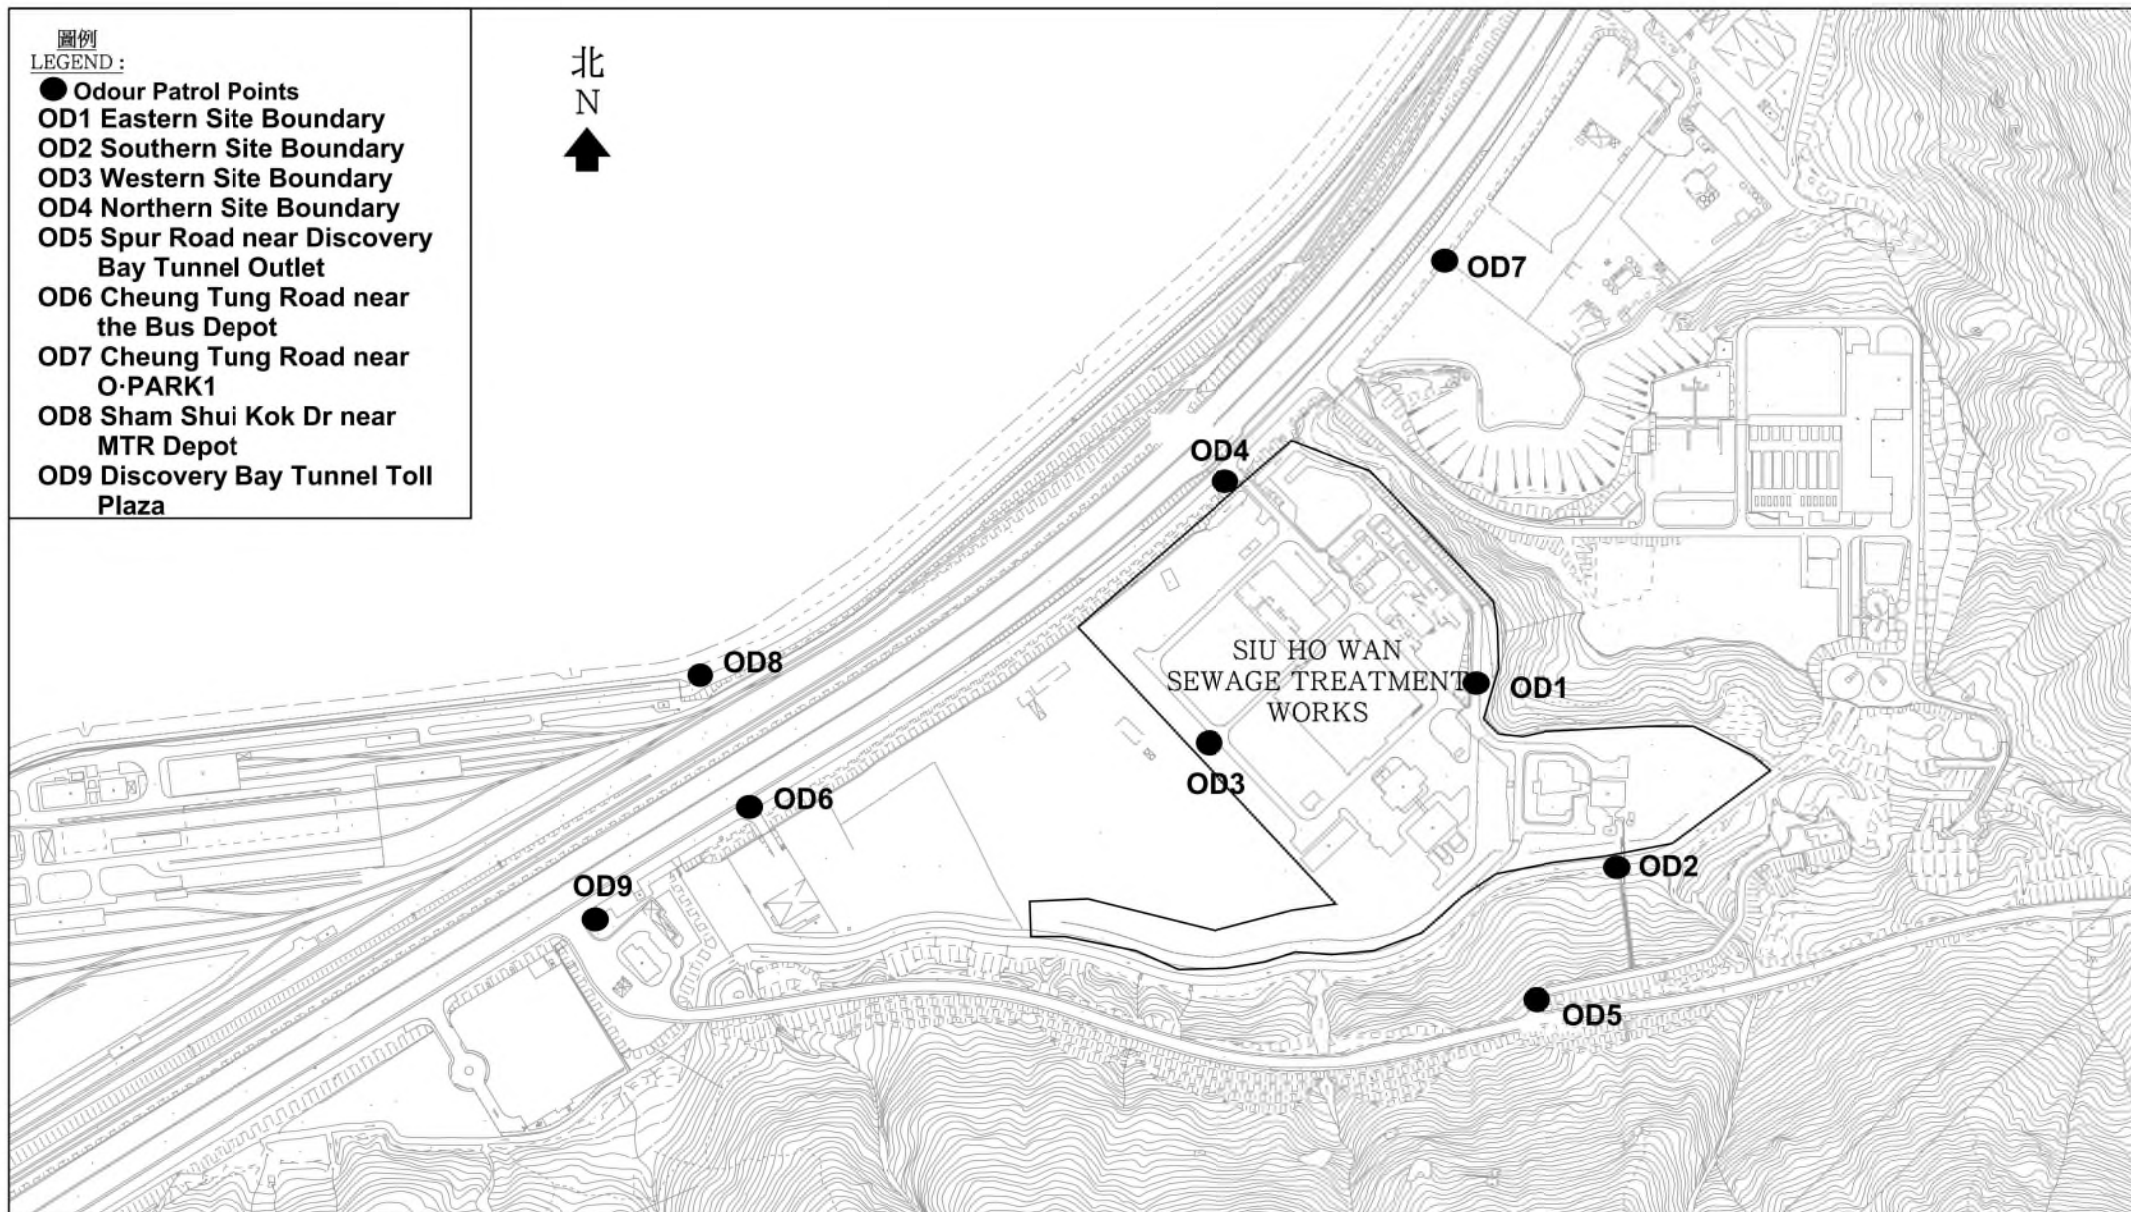 圖例
LEGEND :
Odour Patrol Points
OD1 Eastern Site Boundary
OD2 Southern Site Boundary
OD3 Western Site Boundary
OD4 Northern Site Boundary
OD5 Spur Road near Discovery
Bay Tunnel Outlet
OD6 Cheung Tung Road near
the Bus Depot
OD7 Cheung Tung Road near
O·PARK1
OD8 Sham Shui Kok Dr near
MTR Depot
OD9 Discovery Bay Tunnel Toll
Plaza
北
N
OD7
OD4
SIU HO WAN
SEWAGE TREATMENT
WORKS
OD8
OD1
OD3
OD6
OD2
OD9
OD5